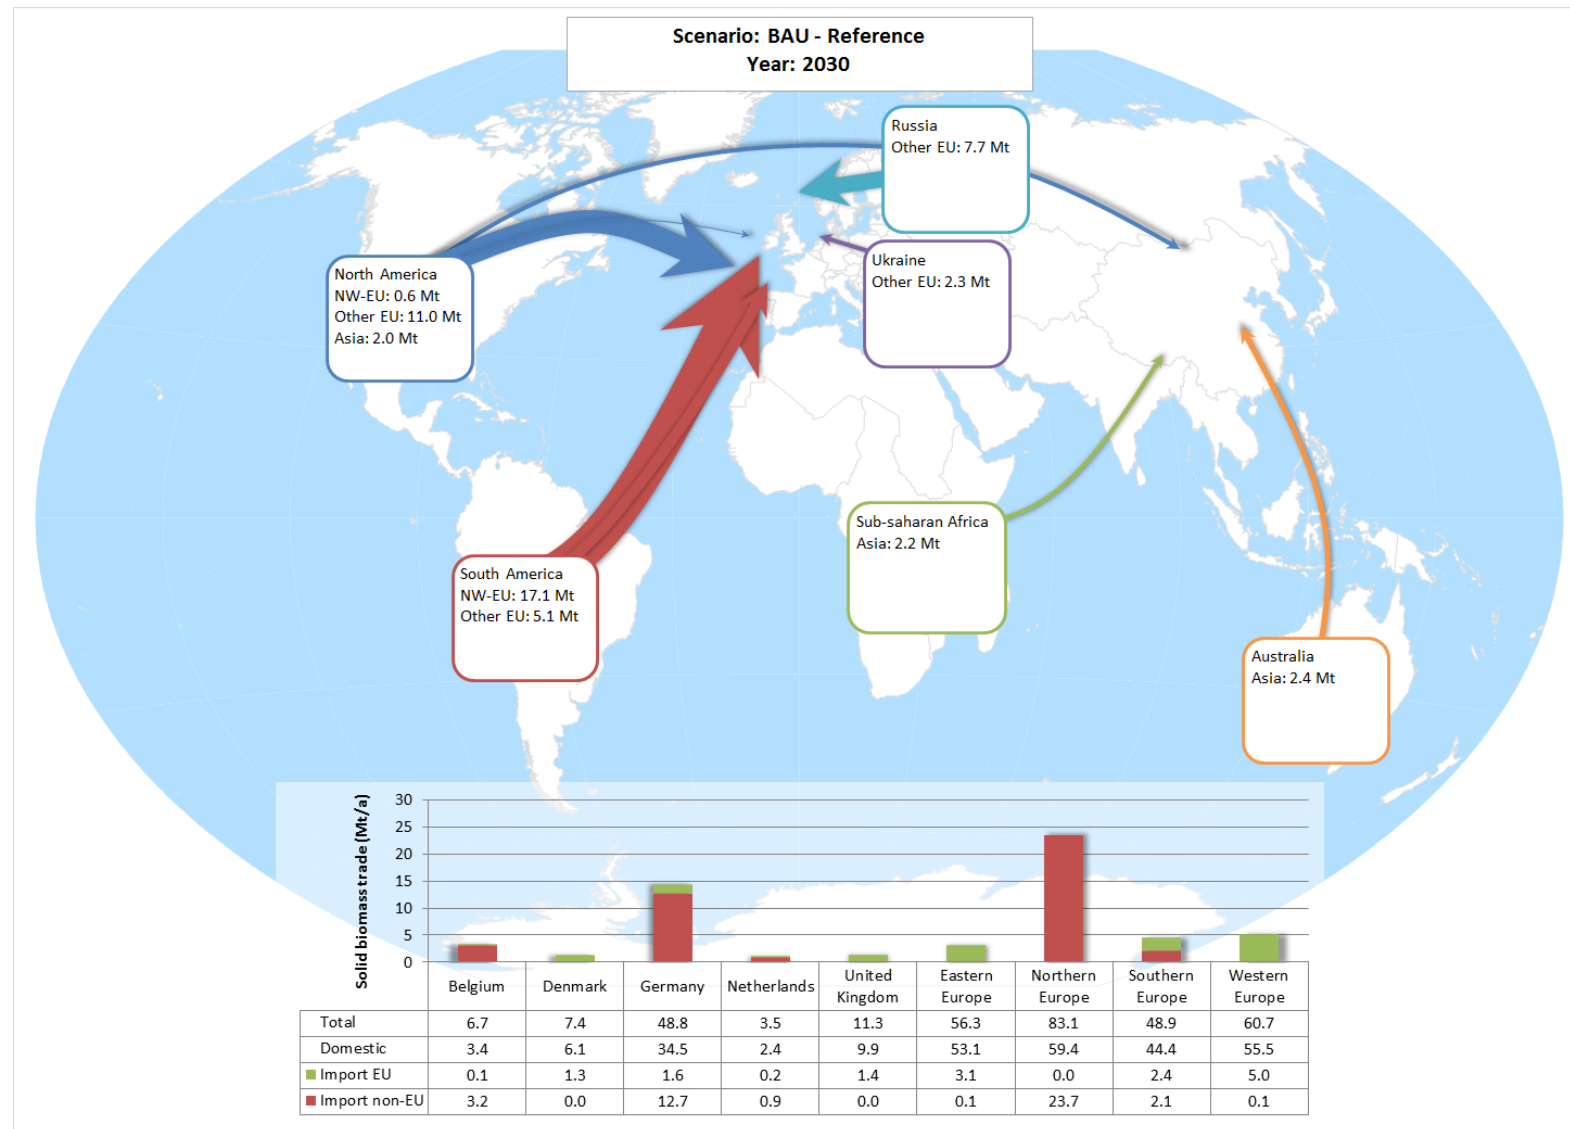 Scenario: BAU - Reference
Year: 2030
Russia
Other EU: 7.7 Mt
Ukraine
Other EU: 2.3 Mt
North America
NW-EU: 0.6 Mt
Other EU: 11.0 Mt
Asia: 2.0 Mt
Sub-saharan Africa
Asia: 2.2 Mt
South America
NW-EU: 17.1 Mt
Other EU: 5.1 Mt
Australia
Asia: 2.4 Mt
Solid biomass trade (Mt/a)
30
25
20
15
10
5
0
Belgium Denmark Germany Netherlands United Kingdom Eastern Europe Northern Europe Southern Europe Western Europe
Total 6.7 7.4 48.8 3.5 11.3 56.3 83.1 48.9 60.7
Domestic 3.4 6.1 34.5 2.4 9.9 53.1 59.4 44.4 55.5
Import EU 0.1 1.3 1.6 0.2 1.4 3.1 0.0 2.4 5.0
Import non-EU 3.2 0.0 12.7 0.9 0.0 0.1 23.7 2.1 0.1